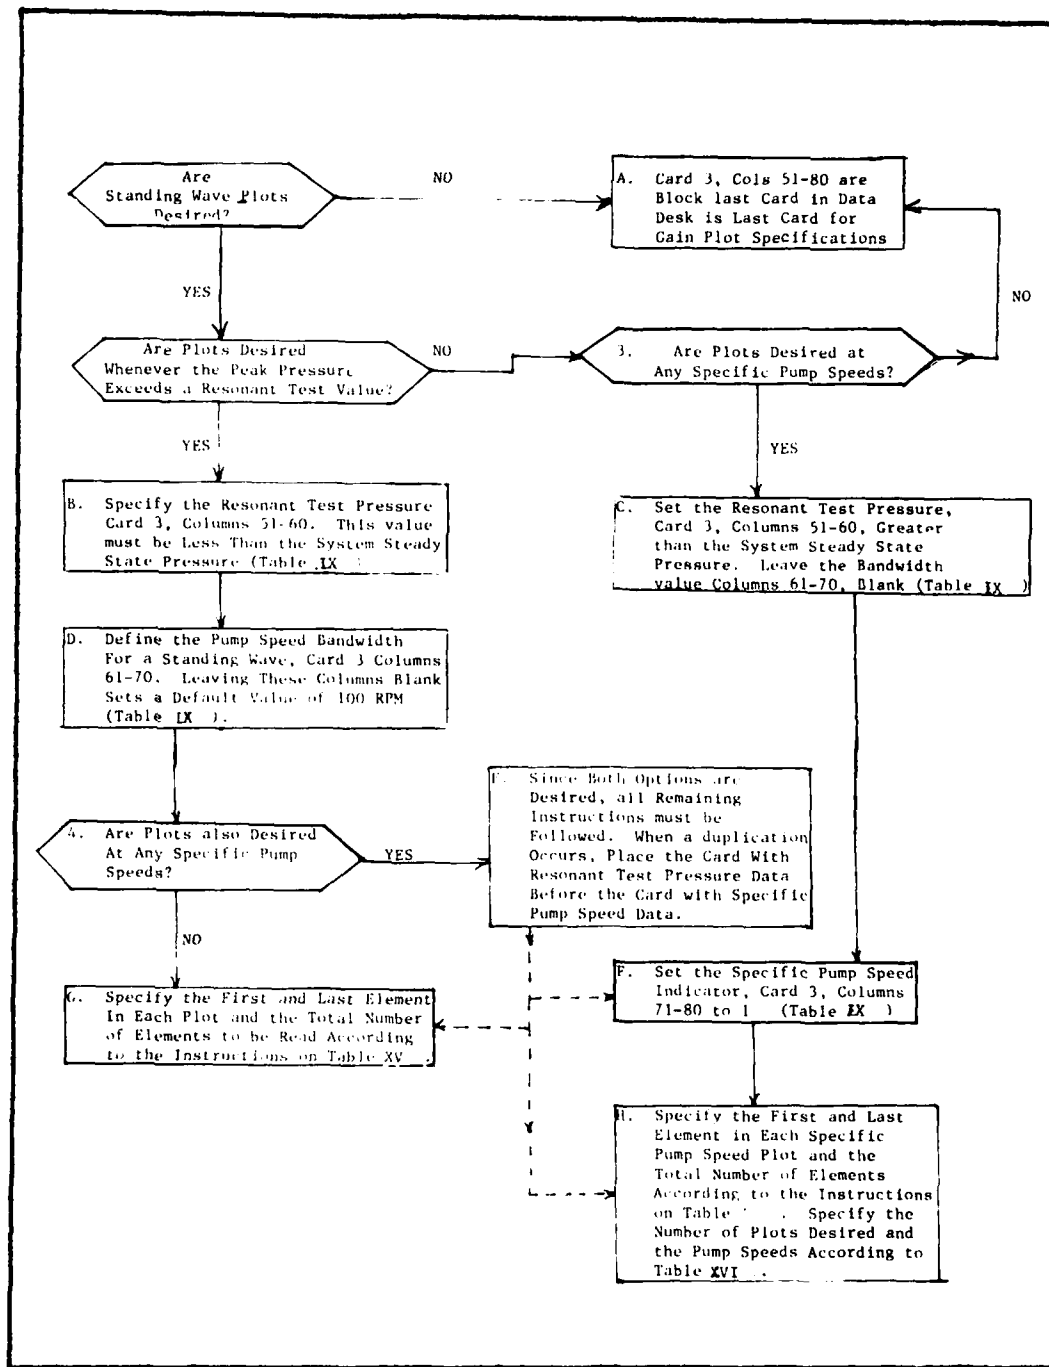 Are
Standing Wave Plots
Desired?
NO
A. Card 3, Cols 51-80 are
Block last Card in Data
Desk is Last Card for
Gain Plot Specifications
YES
NO
Are Plots Desired
Whenever the Peak Pressure
Exceeds a Resonant Test Value?
NO
3. Are Plots Desired at
Any Specific Pump Speeds?
YES
YES
B. Specify the Resonant Test Pressure
Card 3, Columns 51-60. This value
must be Less Than the System Steady
State Pressure (Table IX )
C. Set the Resonant Test Pressure,
Card 3, Columns 51-60, Greater
than the System Steady State
Pressure. Leave the Bandwidth
value Columns 61-70, Blank (Table IX )
D. Define the Pump Speed Bandwidth
For a Standing Wave, Card 3 Columns
61-70. Leaving These Columns Blank
Sets a Default Value of 100 RPM
(Table IX ).
4. Are Plots also Desired
At Any Specific Pump
Speeds?
YES
E. Since Both Options are
Desired, all Remaining
Instructions must be
Followed. When a duplication
Occurs, Place the Card With
Resonant Test Pressure Data
Before the Card with Specific
Pump Speed Data.
NO
G. Specify the First and Last Element
in Each Plot and the Total Number
of Elements to be Read According
to the Instructions on Table XV .
F. Set the Specific Pump Speed
Indicator, Card 3, Columns
71-80 to 1 (Table IX )
H. Specify the First and Last
Element in Each Specific
Pump Speed Plot and the
Total Number of Elements
According to the Instructions
on Table . Specify the
Number of Plots Desired and
the Pump Speeds According to
Table XVI .